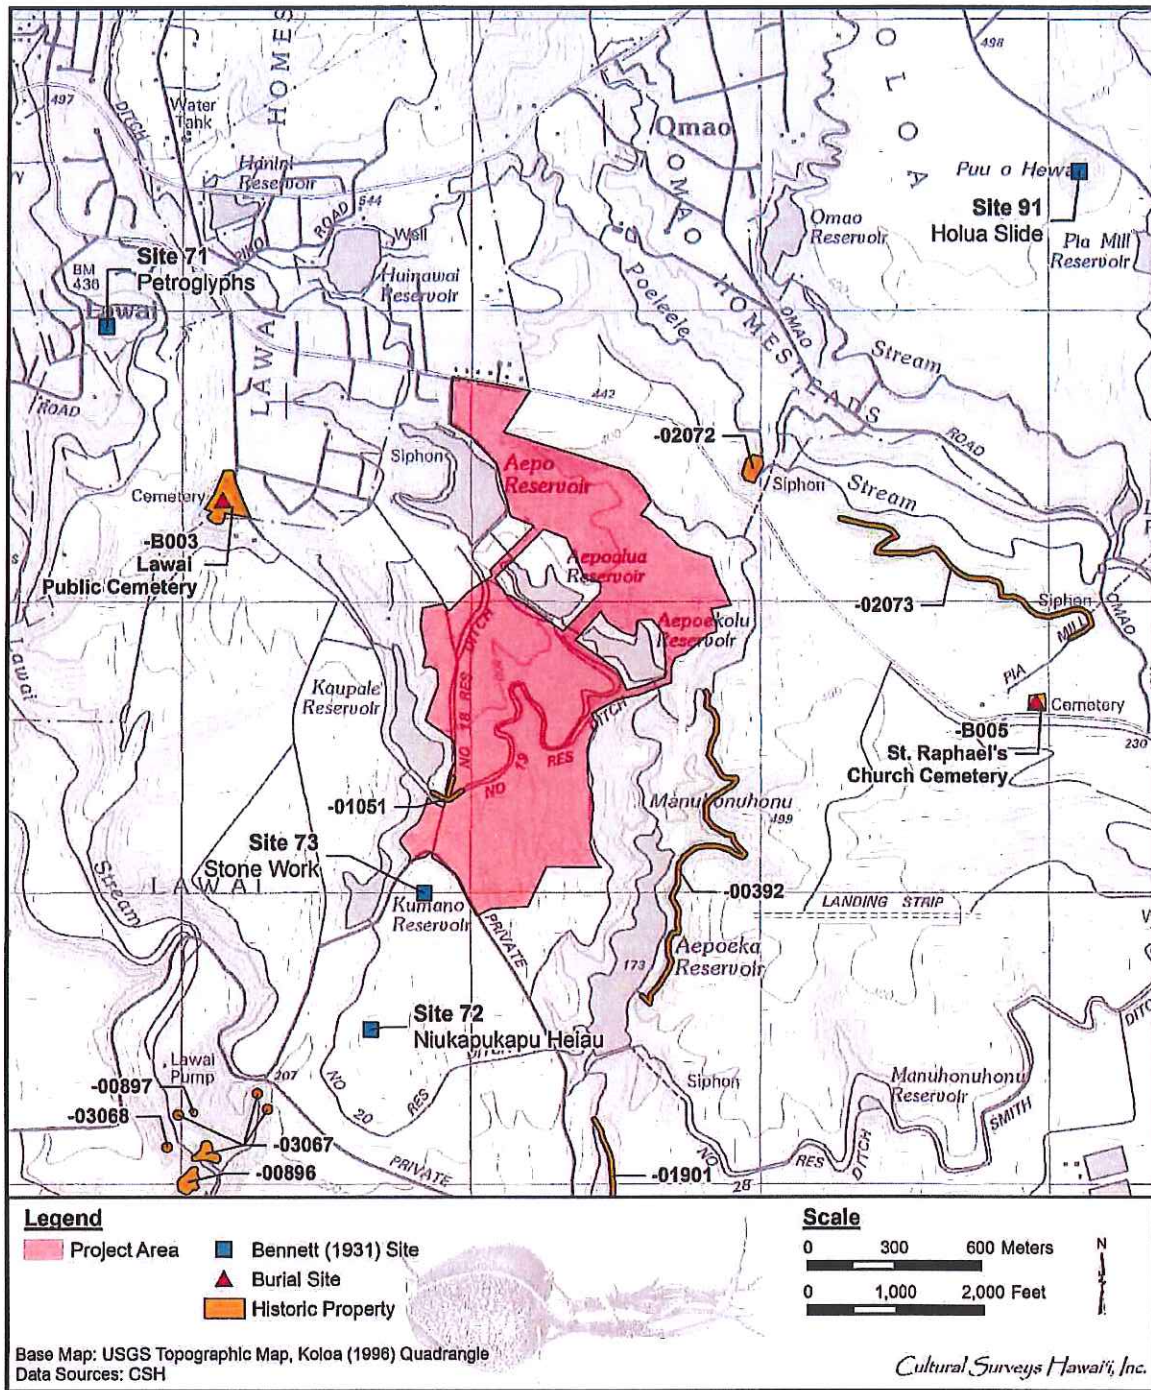 HOMES
OLOA
498
497
DITCH
Water
Tank
Omao
Hanini
Reservoir
OMAO HOMESTEADS
Puu o Hewa
Site 91
Holua Slide
Omao
Reservoir
Pia Mill
Reservoir
544
PIKOI ROAD
Well
Site 71
Petroglyphs
BM
436
Huinawai
Reservoir
Lawai
Poeleele
OMAO
Stream
LAWAI
ROAD
442
ROAD
-02072
Siphon
Aepo
Reservoir
Siphon
Stream
Cemetery
-B003
Lawai
Public Cemetery
Aepoalua
Reservoir
-02073
Siphon
OMAO
Aepoekolu
Reservoir
PIA MILL
Lawai
Kaupale
Reservoir
NO 18 RES DITCH
Cemetery
-B005
St. Raphael's
Church Cemetery
230
NO 19 RES DITCH
-01051
Manuhonuhonu
499
Site 73
Stone Work
Stream
LAWAI
-00392
LANDING STRIP
Kumano
Reservoir
PRIVATE
173
Aepoeka
Reservoir
Site 72
Niukapukapu Heiau
DITCH
DITCH
Lawai
Pump
207
-00897
-03068
NO 20 RES
Siphon
Manuhonuhonu
Reservoir
SMITH
-03067
-00896
PRIVATE
-01901
NO 28 RES DITCH
Legend
Project Area
Bennett (1931) Site
Burial Site
Historic Property
Scale
0 300 600 Meters
0 1,000 2,000 Feet
N
Base Map: USGS Topographic Map, Koloa (1996) Quadrangle
Data Sources: CSH
Cultural Surveys Hawai'i, Inc.